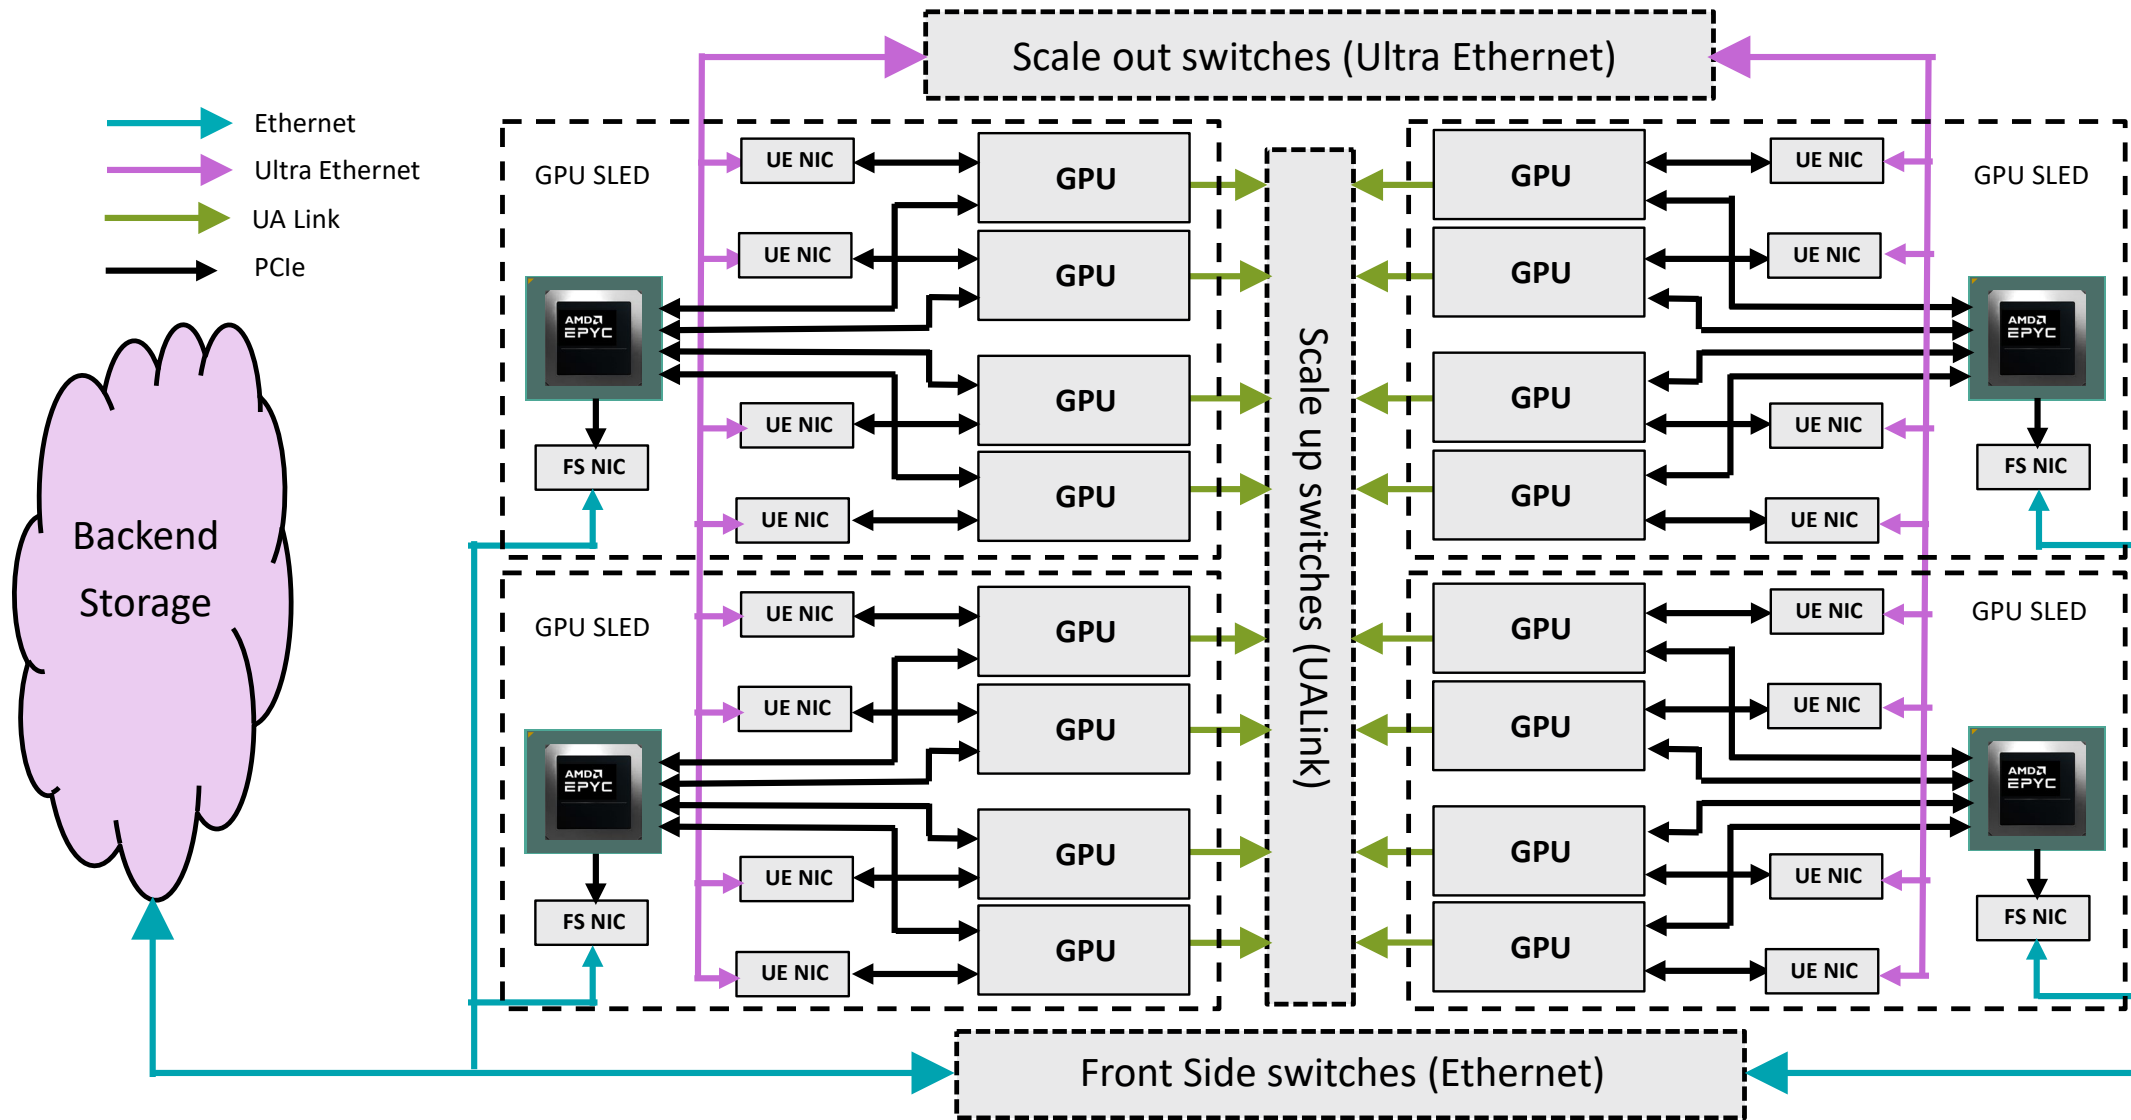 Scale out switches (Ultra Ethernet)
Ethernet
Ultra Ethernet
UA Link
PCIe
Backend
Storage
GPU SLED
UE NIC
GPU
UE NIC
GPU
AMD
EPYC
UE NIC
GPU
FS NIC
UE NIC
GPU
GPU SLED
UE NIC
GPU
UE NIC
GPU
AMD
EPYC
UE NIC
GPU
FS NIC
UE NIC
GPU
Scale up switches (UALink)
GPU
UE NIC
GPU SLED
GPU
UE NIC
AMD
EPYC
GPU
UE NIC
FS NIC
GPU
UE NIC
GPU
UE NIC
GPU SLED
GPU
UE NIC
AMD
EPYC
GPU
UE NIC
FS NIC
GPU
UE NIC
Front Side switches (Ethernet)